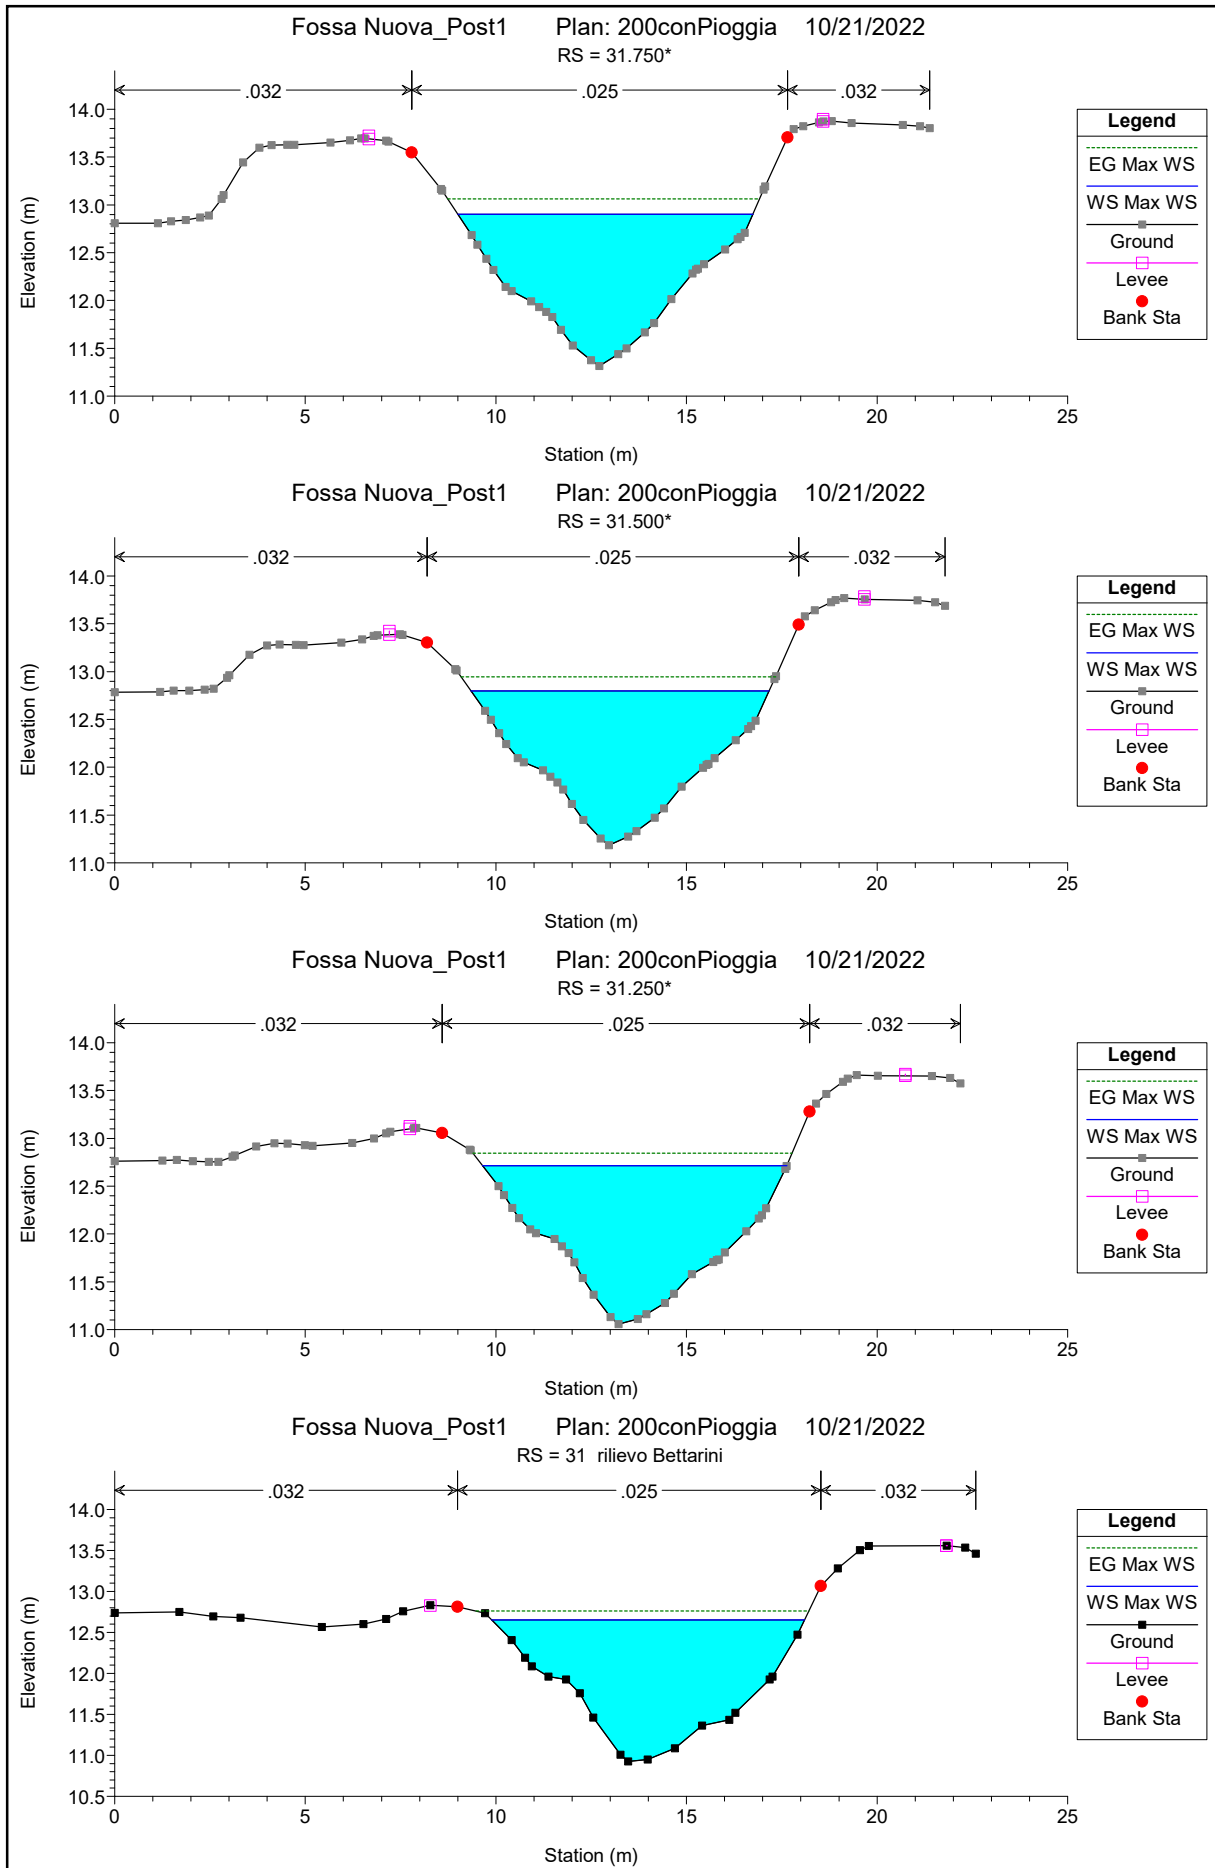 Fossa Nuova_Post1 Plan: 200conPioggia 10/21/2022
RS = 31.750*
.032 .025 .032
14.0
13.5
13.0
12.5
12.0
11.5
11.0
Elevation (m)
0 5 10 15 20 25
Station (m)
Legend
EG Max WS
WS Max WS
Ground
Levee
Bank Sta
Fossa Nuova_Post1 Plan: 200conPioggia 10/21/2022
RS = 31.500*
.032 .025 .032
14.0
13.5
13.0
12.5
12.0
11.5
11.0
Elevation (m)
0 5 10 15 20 25
Station (m)
Legend
EG Max WS
WS Max WS
Ground
Levee
Bank Sta
Fossa Nuova_Post1 Plan: 200conPioggia 10/21/2022
RS = 31.250*
.032 .025 .032
14.0
13.5
13.0
12.5
12.0
11.5
11.0
Elevation (m)
0 5 10 15 20 25
Station (m)
Legend
EG Max WS
WS Max WS
Ground
Levee
Bank Sta
Fossa Nuova_Post1 Plan: 200conPioggia 10/21/2022
RS = 31 rilievo Bettarini
.032 .025 .032
14.0
13.5
13.0
12.5
12.0
11.5
11.0
10.5
Elevation (m)
0 5 10 15 20 25
Station (m)
Legend
EG Max WS
WS Max WS
Ground
Levee
Bank Sta